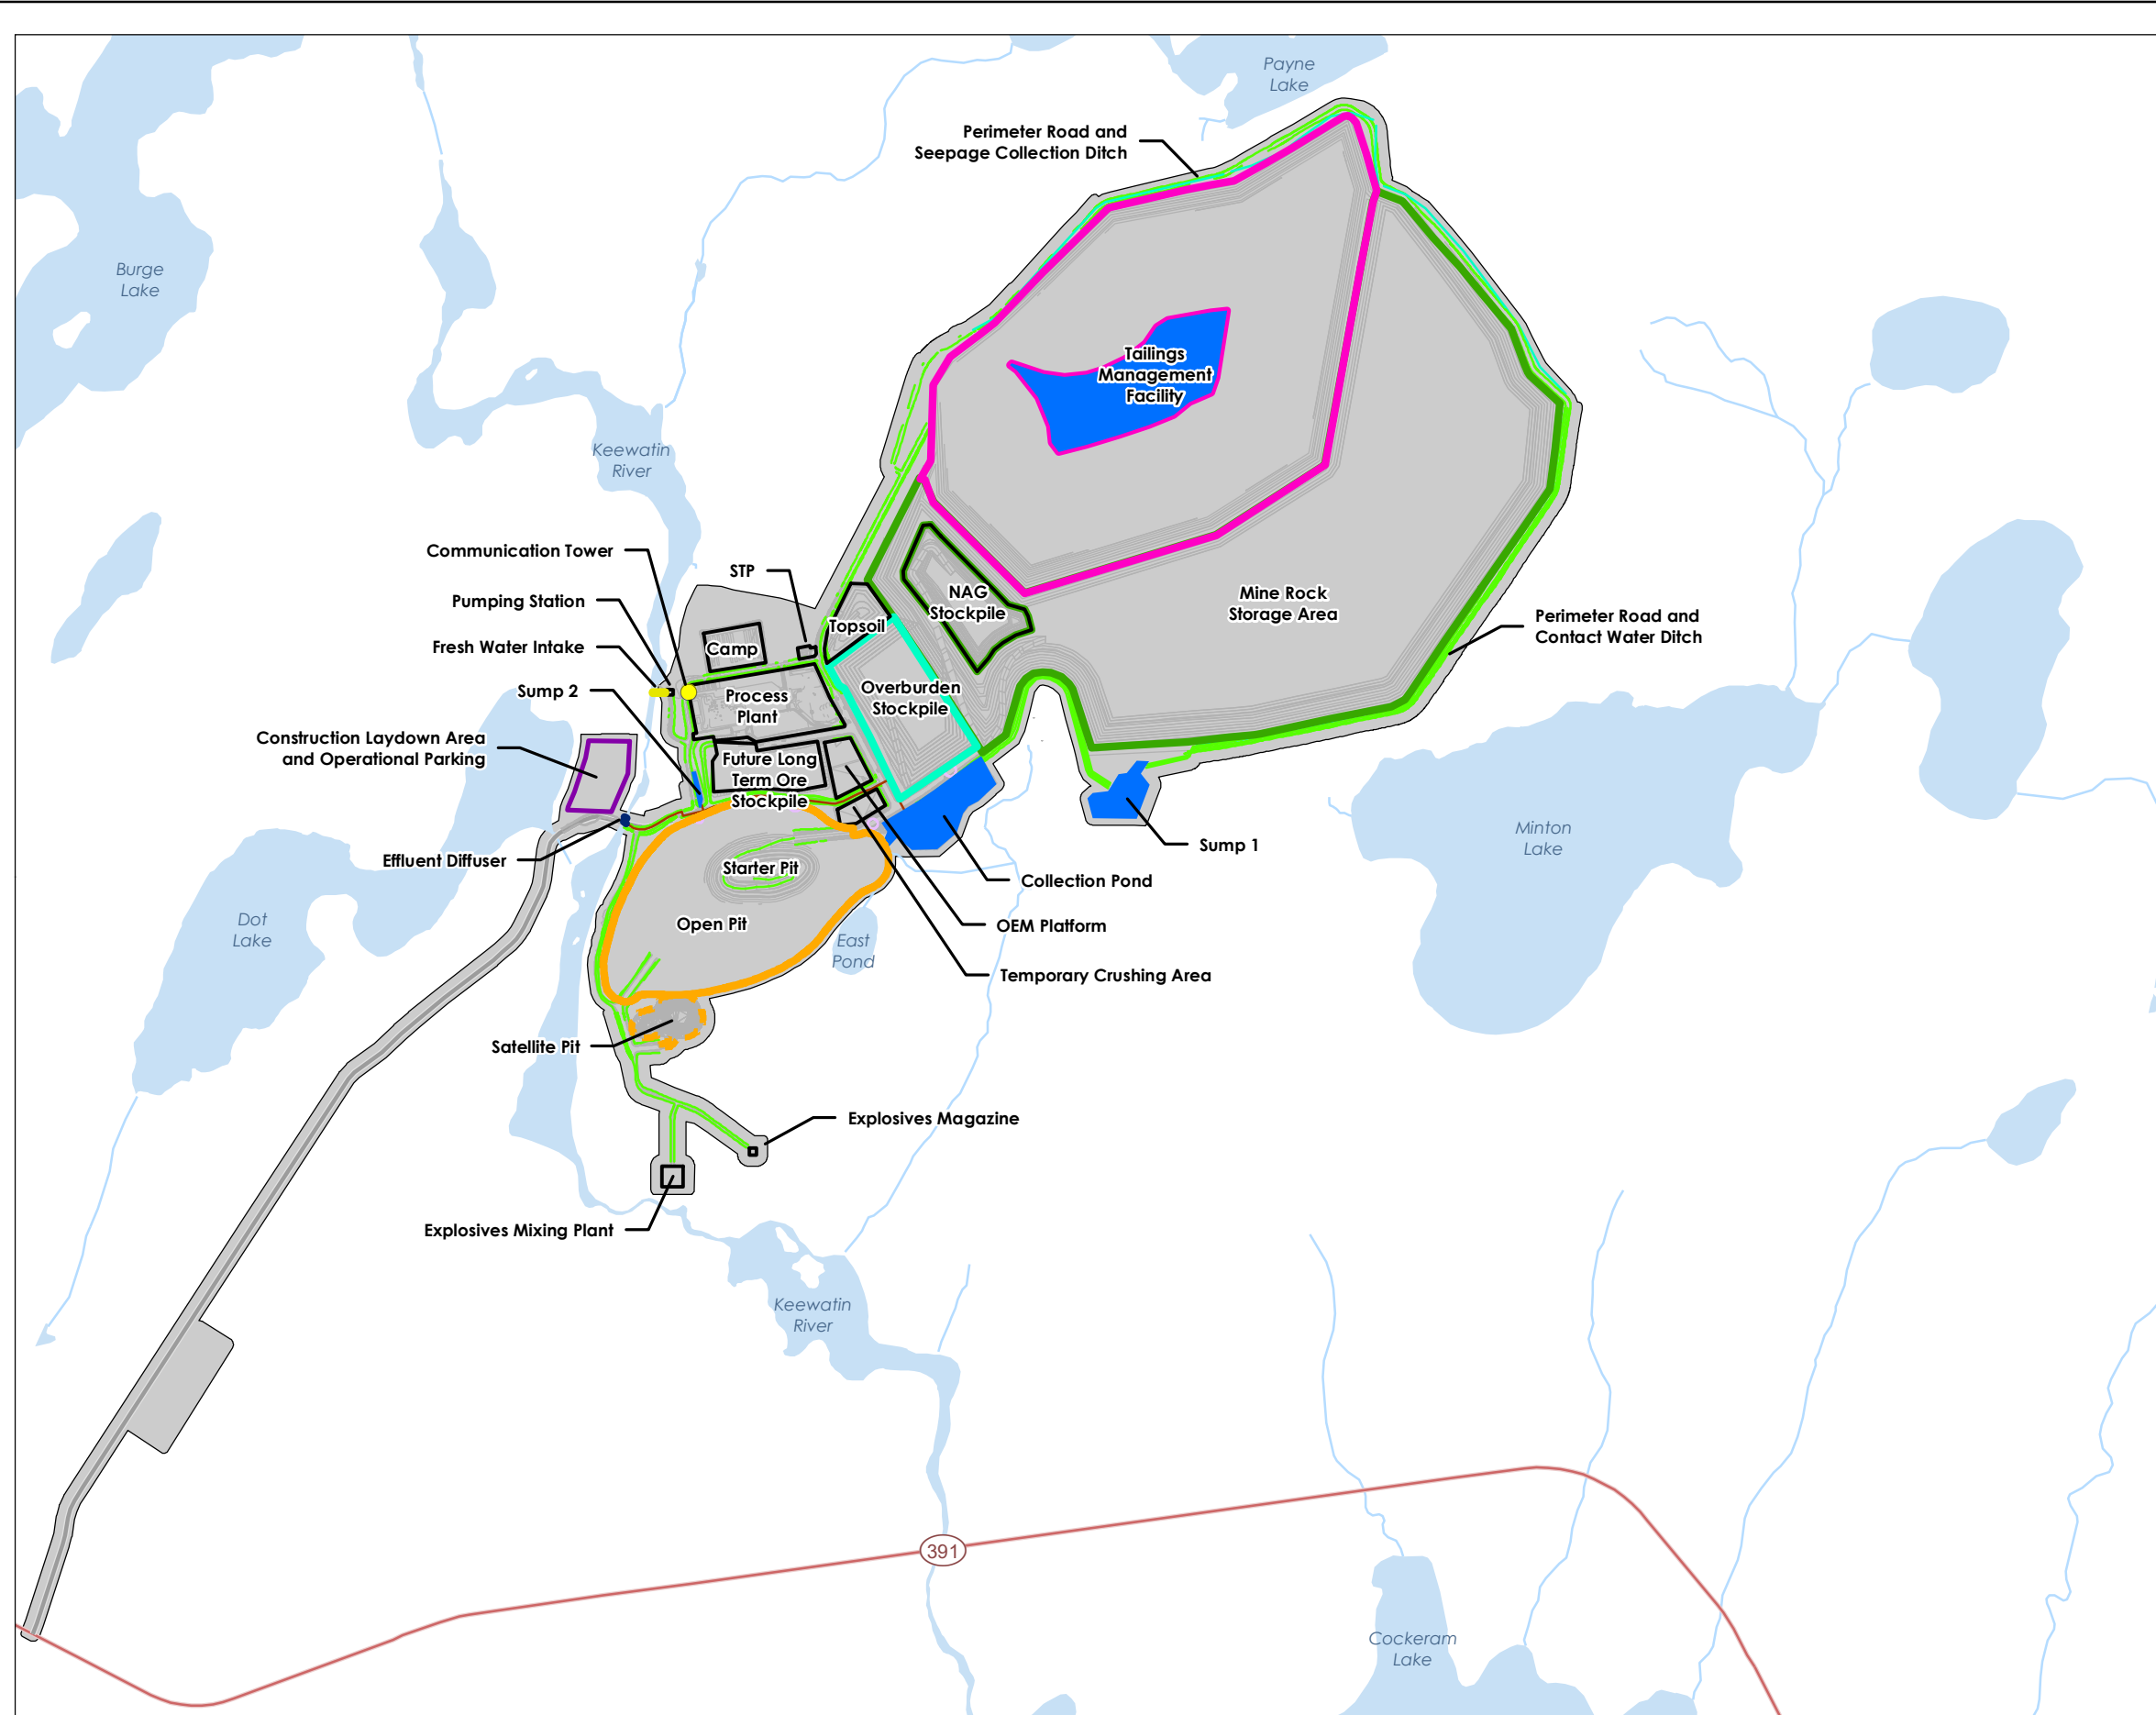 Payne
Lake
Perimeter Road and
Seepage Collection Ditch
Burge
Lake
Tailings
Management
Facility
Keewatin
River
Communication Tower
STP
Pumping Station
NAG
Stockpile
Mine Rock
Storage Area
Topsoil
Perimeter Road and
Contact Water Ditch
Fresh Water Intake
Camp
Sump 2
Process
Plant
Overburden
Stockpile
Construction Laydown Area
and Operational Parking
Future Long
Term Ore
Stockpile
Minton
Lake
Sump 1
Effluent Diffuser
Starter Pit
Collection Pond
Dot
Lake
Open Pit
OEM Platform
East
Pond
Temporary Crushing Area
Satellite Pit
Explosives Magazine
Explosives Mixing Plant
Keewatin
River
391
Cockeram
Lake